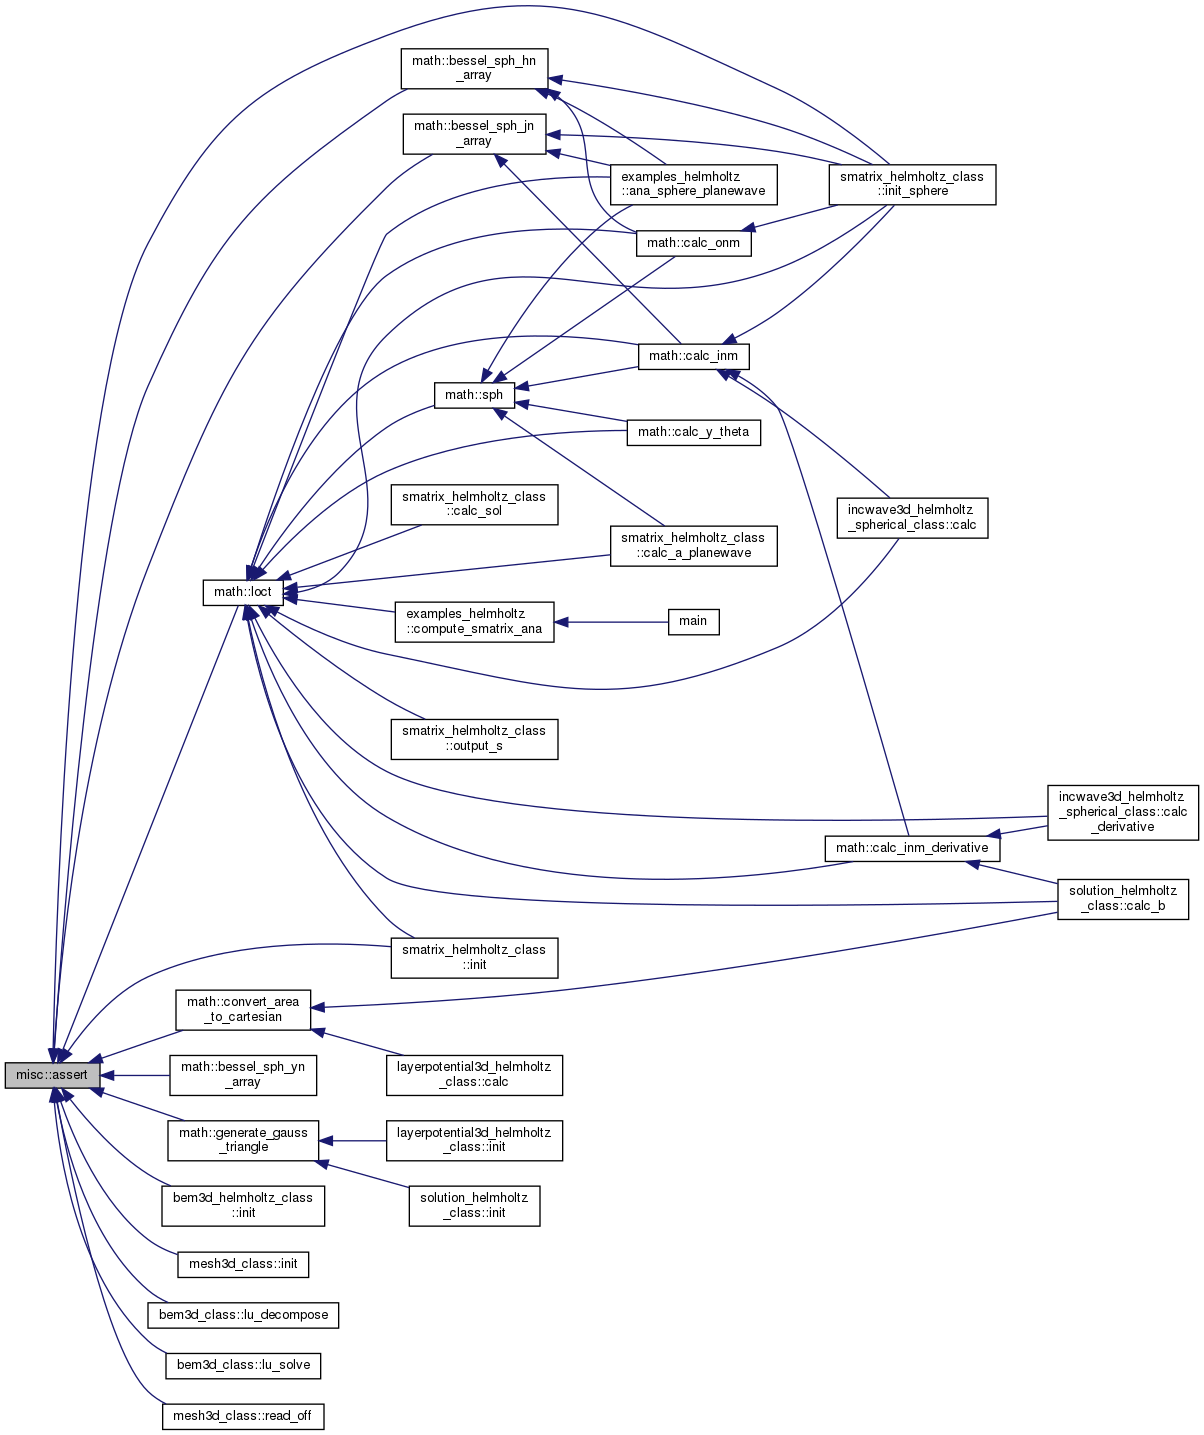 math::bessel_sph_hn
_array
math::bessel_sph_jn
_array
examples_helmholtz
::ana_sphere_planewave
smatrix_helmholtz_class
::init_sphere
math::calc_onm
math::calc_inm
math::sph
math::calc_y_theta
smatrix_helmholtz_class
::calc_sol
incwave3d_helmholtz
_spherical_class::calc
smatrix_helmholtz_class
::calc_a_planewave
math::loct
examples_helmholtz
::compute_smatrix_ana
main
smatrix_helmholtz_class
::output_s
incwave3d_helmholtz
_spherical_class::calc
_derivative
math::calc_inm_derivative
solution_helmholtz
_class::calc_b
smatrix_helmholtz_class
::init
math::convert_area
_to_cartesian
misc::assert
math::bessel_sph_yn
_array
layerpotential3d_helmholtz
_class::calc
math::generate_gauss
_triangle
layerpotential3d_helmholtz
_class::init
bem3d_helmholtz_class
::init
solution_helmholtz
_class::init
mesh3d_class::init
bem3d_class::lu_decompose
bem3d_class::lu_solve
mesh3d_class::read_off